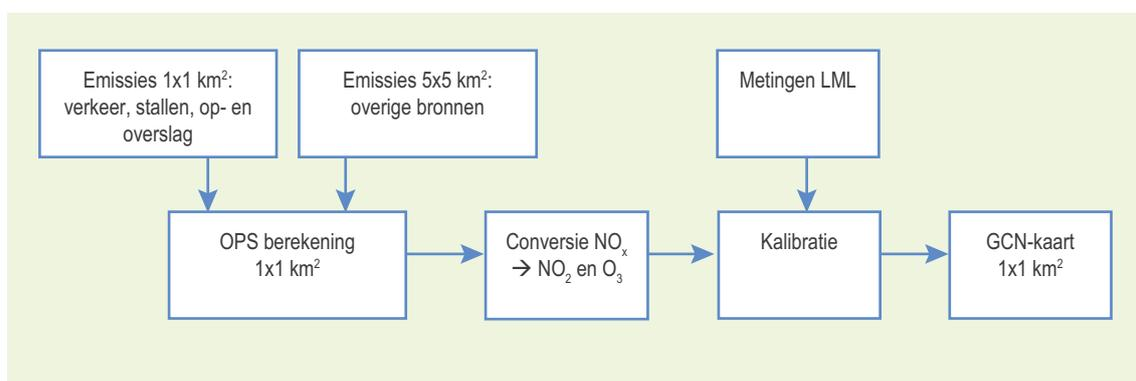 Emissies 1x1 km²:
verkeer, stallen, op- en
overslag
Emissies 5x5 km²:
overige bronnen
Metingen LML
OPS berekening
1x1 km²
Conversie NOₓ
→ NO₂ en O₃
Kalibratie
GCN-kaart
1x1 km²